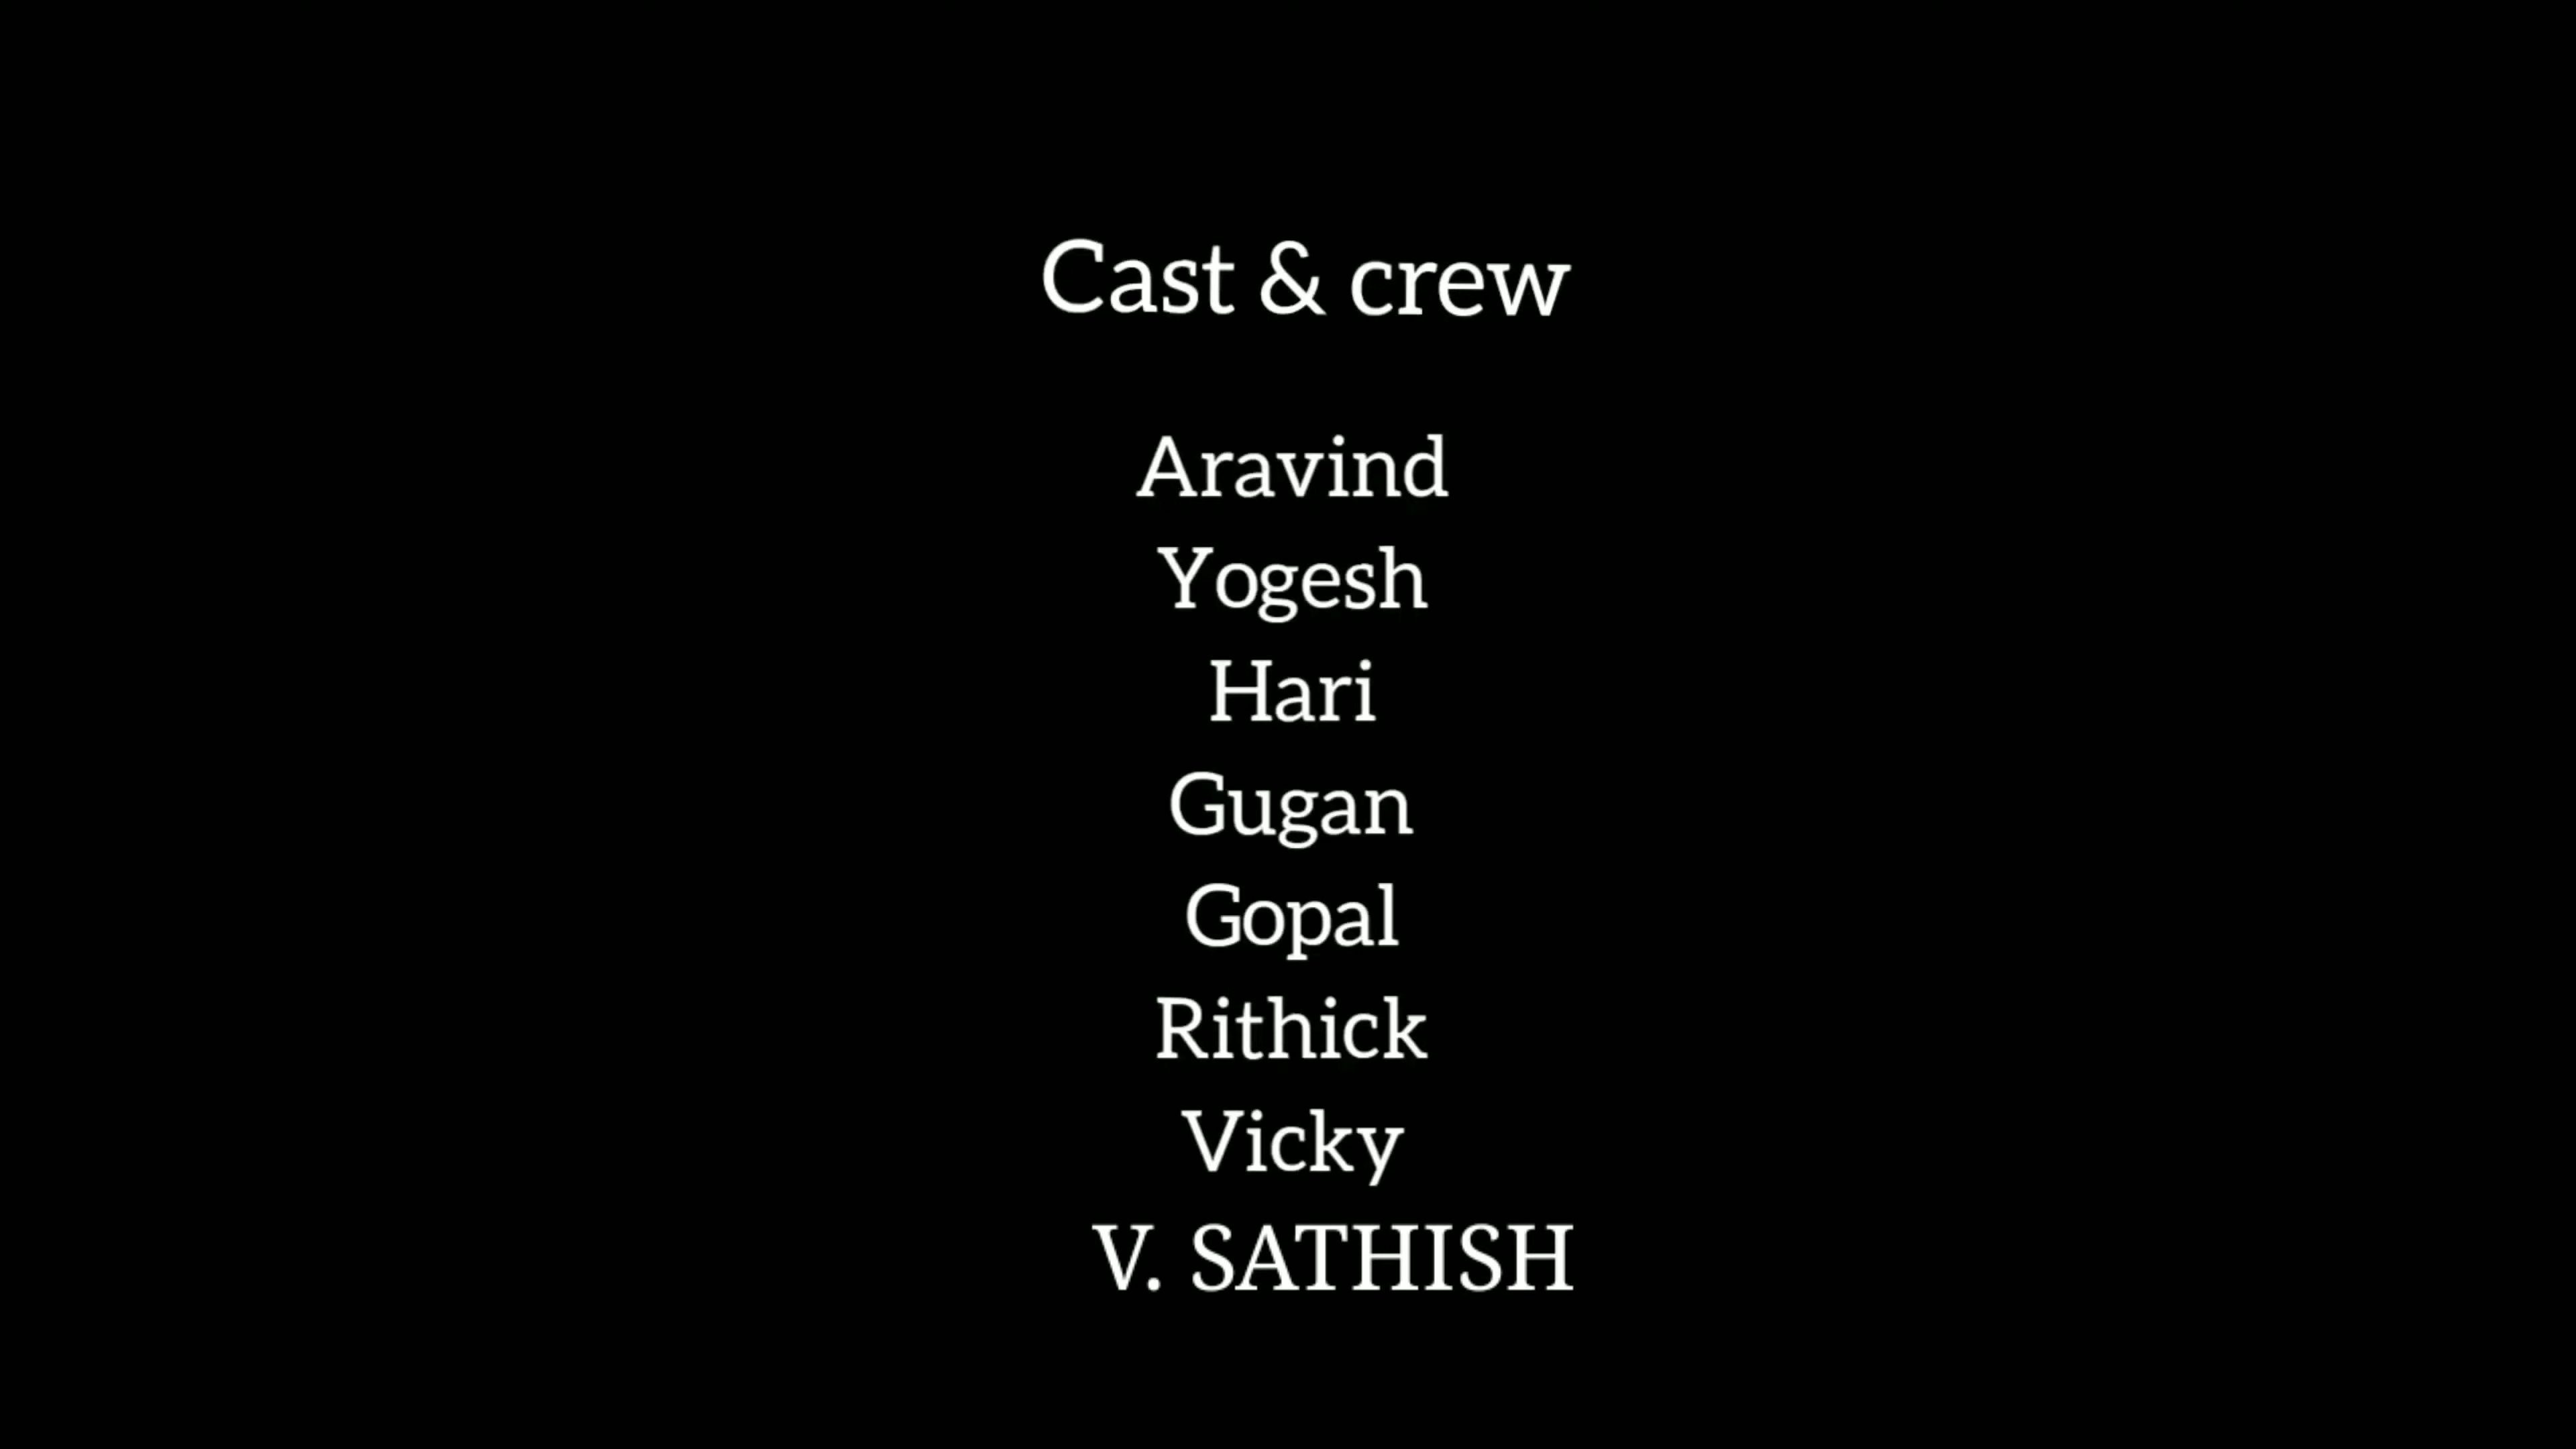 Cast & crew
Aravind
Yogesh
Hari
Gugan
Gopal
Rithick
Vicky
V. SATHISH